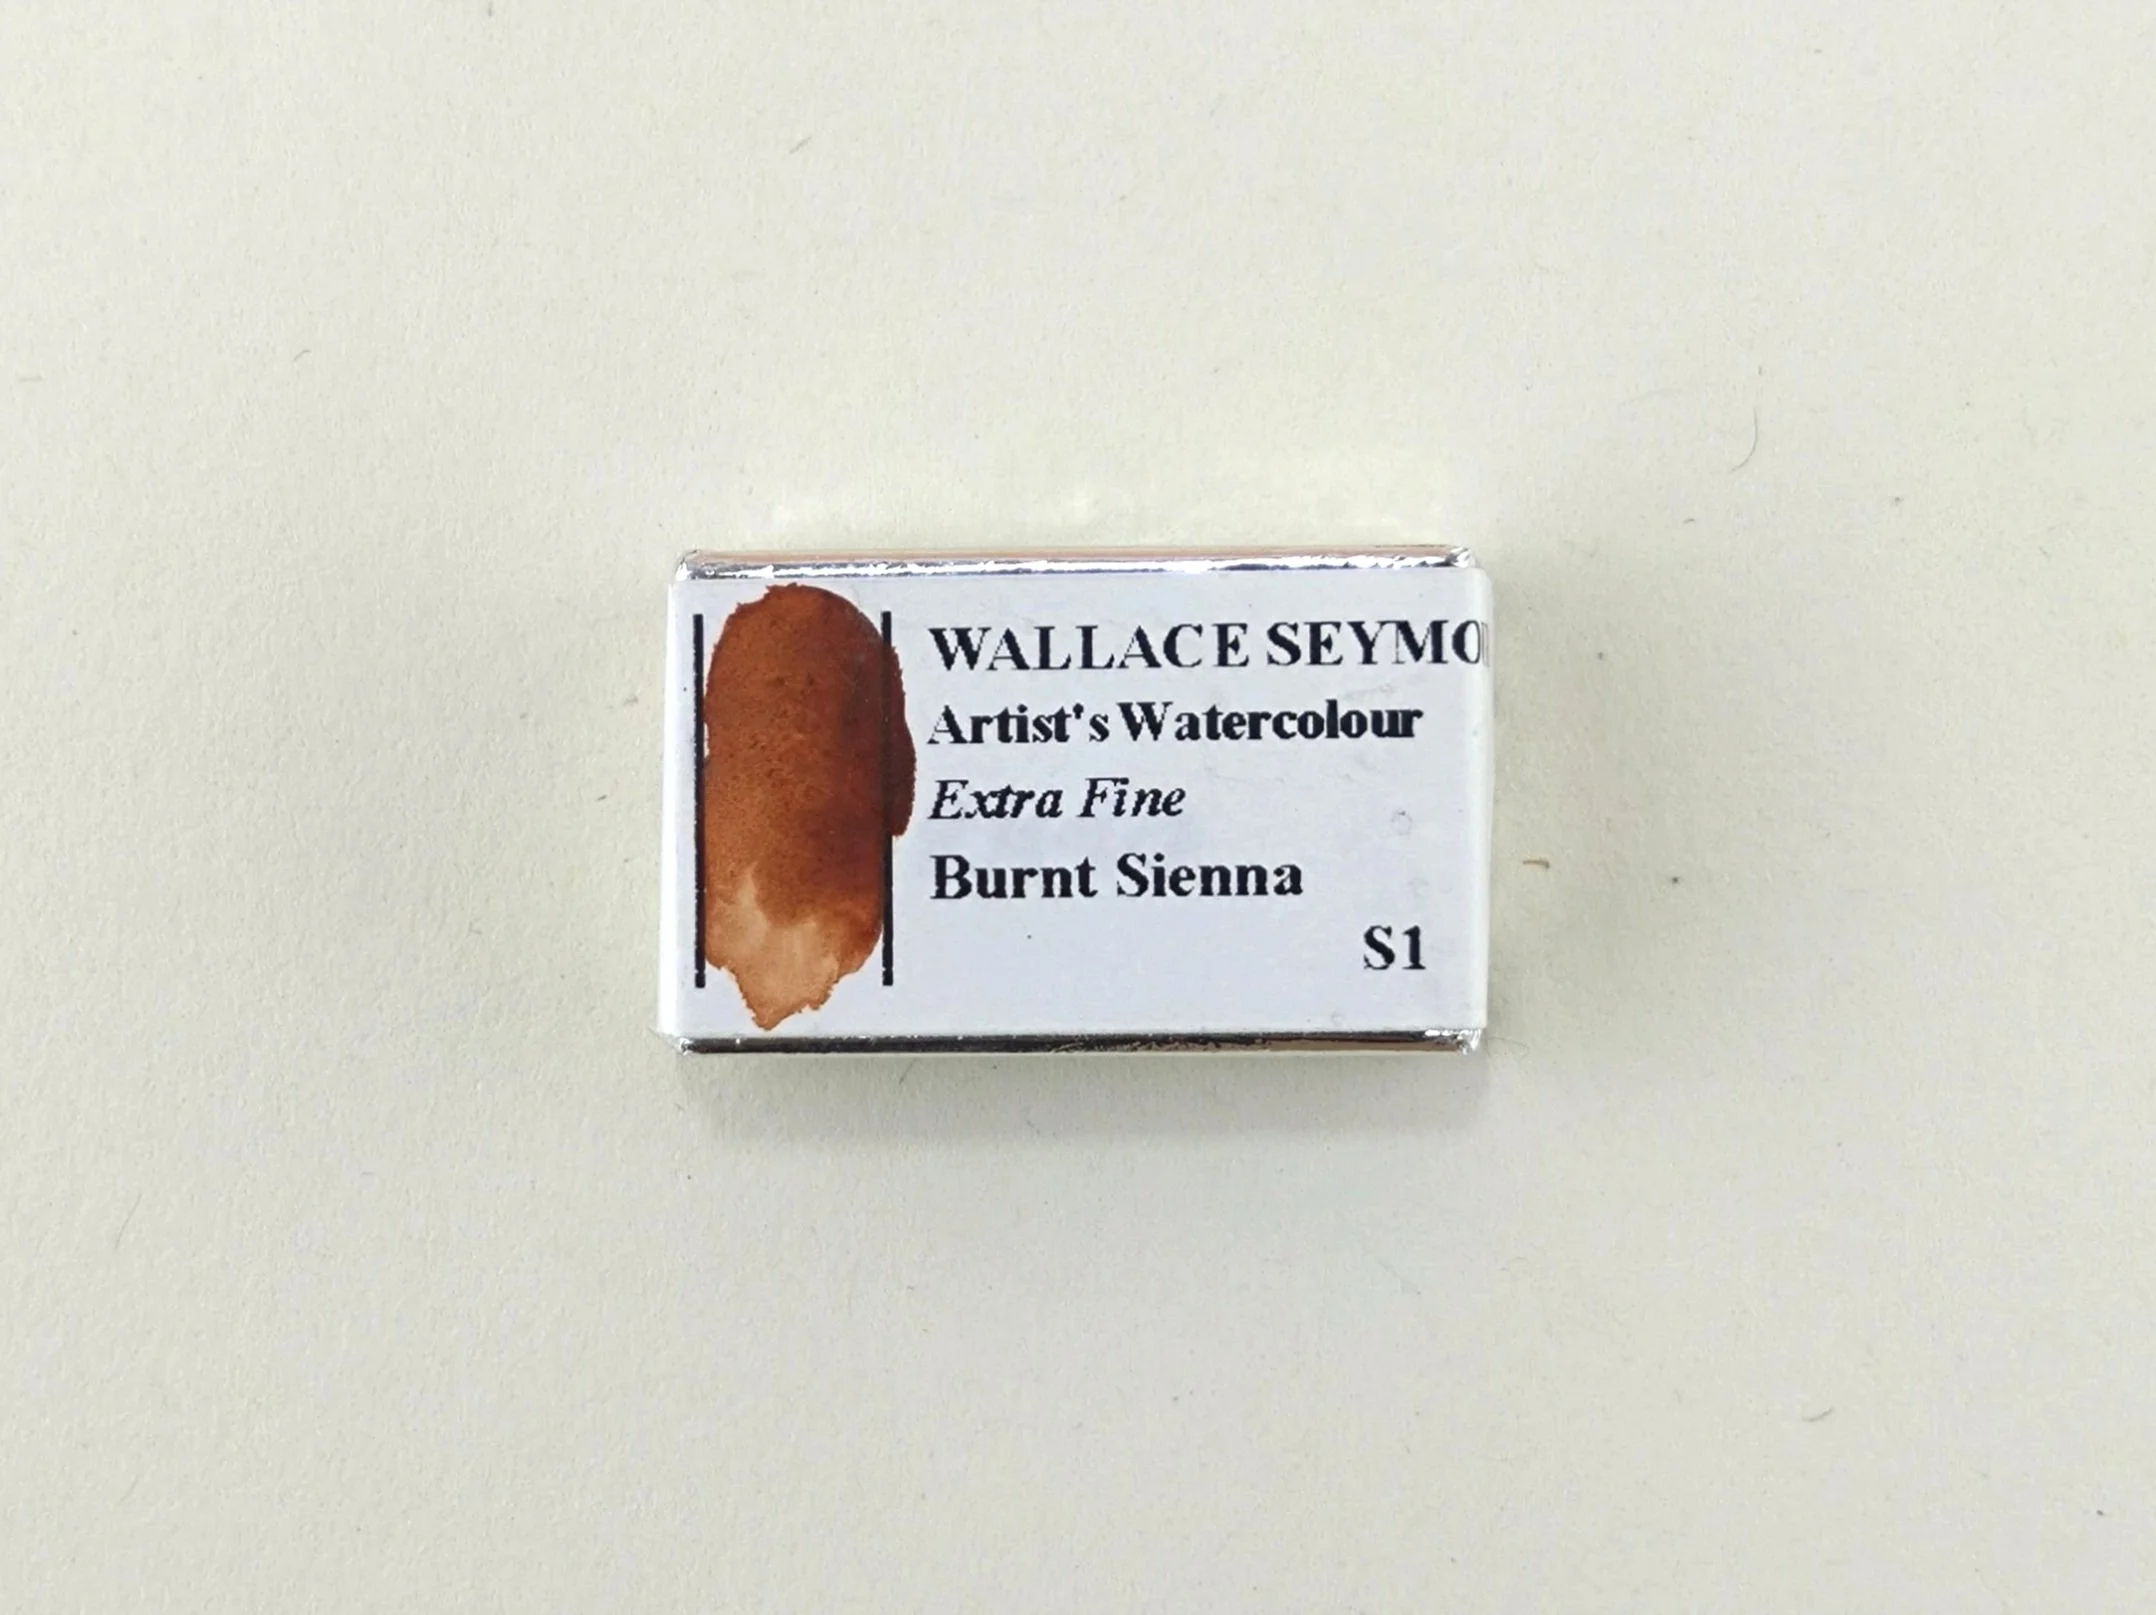 WALLACE SEYMO
Artist's Watercolour
Extra Fine
Burnt Sienna
S1